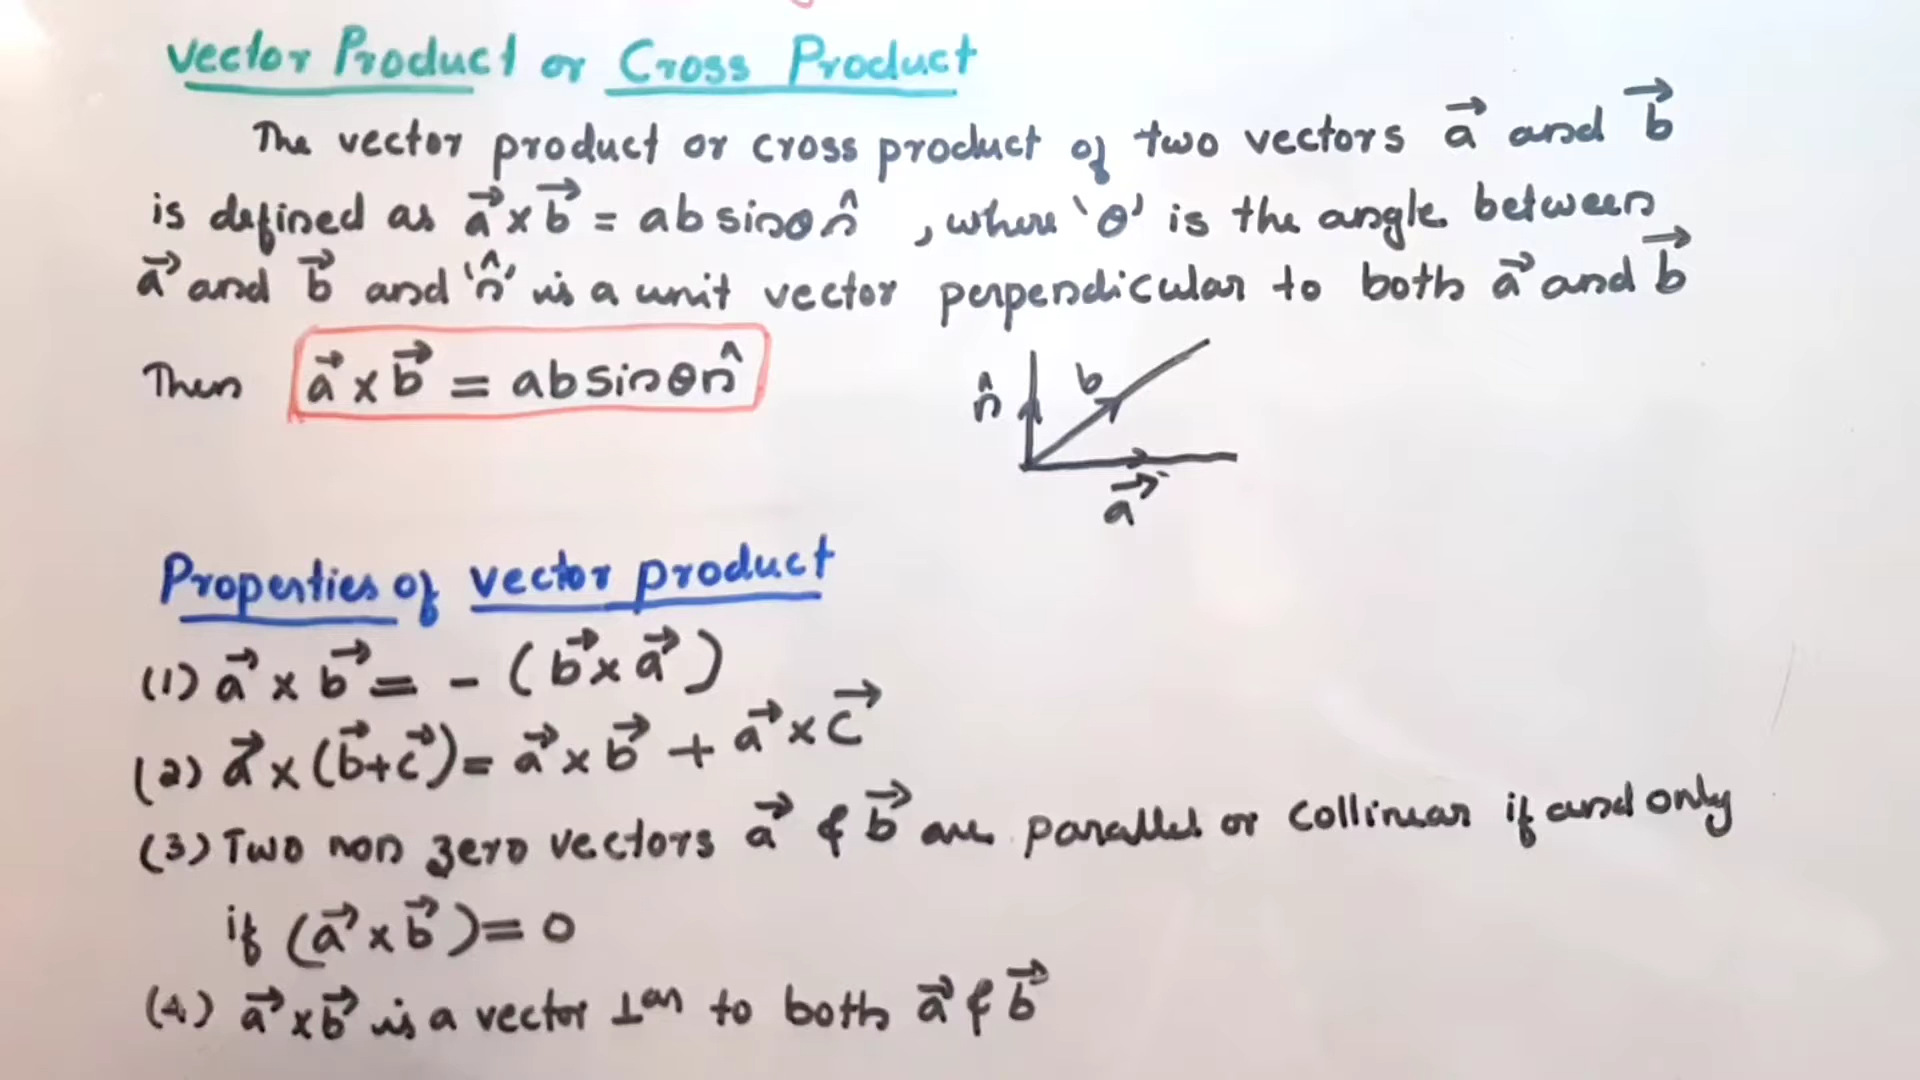 Vector Product or Cross Product
The vector product or cross product of two vectors a⃗ and b⃗
is defined as a⃗ × b⃗ = ab sinθ n̂ , where 'θ' is the angle between
a⃗ and b⃗ and 'n̂' is a unit vector perpendicular to both a⃗ and b⃗
Then a⃗ × b⃗ = ab sinθ n̂
n̂ b
a⃗
Properties of vector product
(1) a⃗ × b⃗ = - (b⃗ × a⃗)
(2) a⃗ × (b⃗+c⃗) = a⃗ × b⃗ + a⃗ × c⃗
(3) Two non zero vectors a⃗ & b⃗ are parallel or collinear if and only
if (a⃗ × b⃗) = 0
(4) a⃗ × b⃗ is a vector ⊥ar to both a⃗ & b⃗